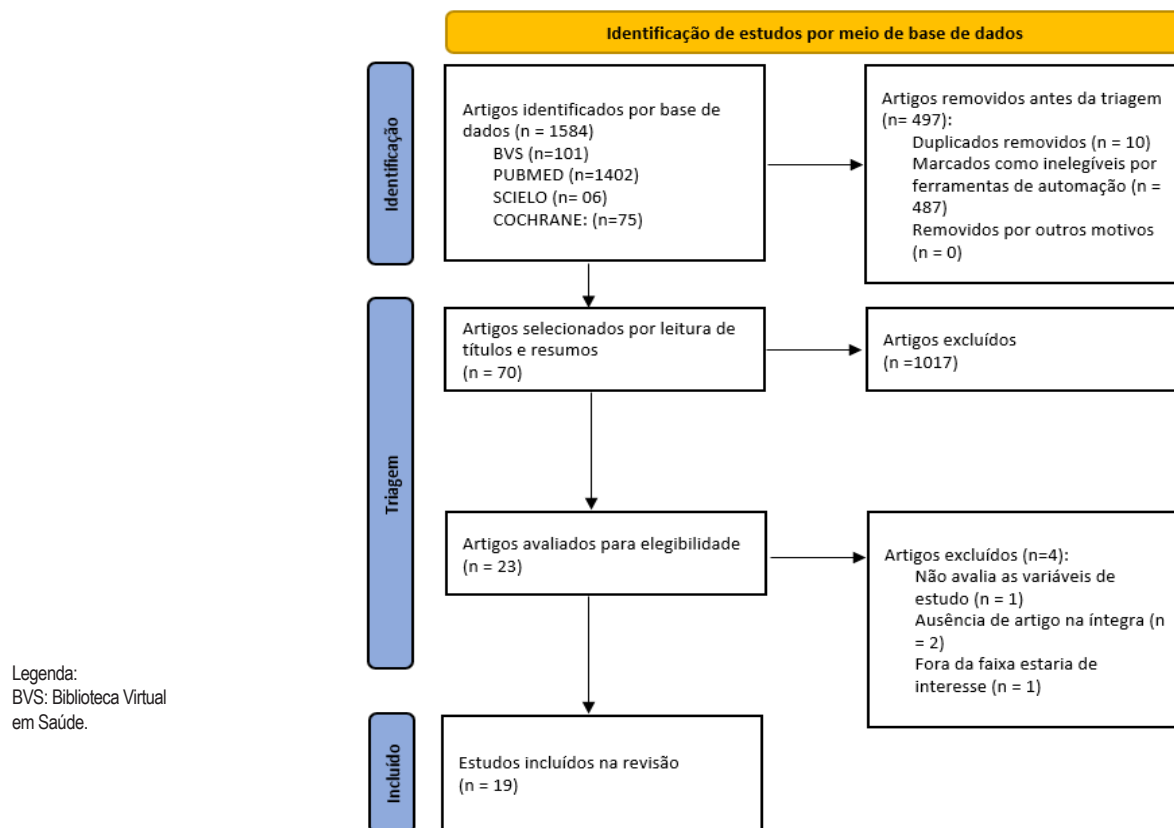 Identificação de estudos por meio de base de dados
Identificação
Artigos identificados por base de
dados (n = 1584)
BVS (n=101)
PUBMED (n=1402)
SCIELO (n= 06)
COCHRANE: (n=75)
Artigos removidos antes da triagem
(n= 497):
Duplicados removidos (n = 10)
Marcados como inelegíveis por
ferramentas de automação (n =
487)
Removidos por outros motivos
(n = 0)
Triagem
Artigos selecionados por leitura de
títulos e resumos
(n = 70)
Artigos excluídos
(n =1017)
Artigos avaliados para elegibilidade
(n = 23)
Artigos excluídos (n=4):
Não avalia as variáveis de
estudo (n = 1)
Ausência de artigo na íntegra (n
= 2)
Fora da faixa estaria de
interesse (n = 1)
Legenda:
BVS: Biblioteca Virtual
em Saúde.
Incluído
Estudos incluídos na revisão
(n = 19)